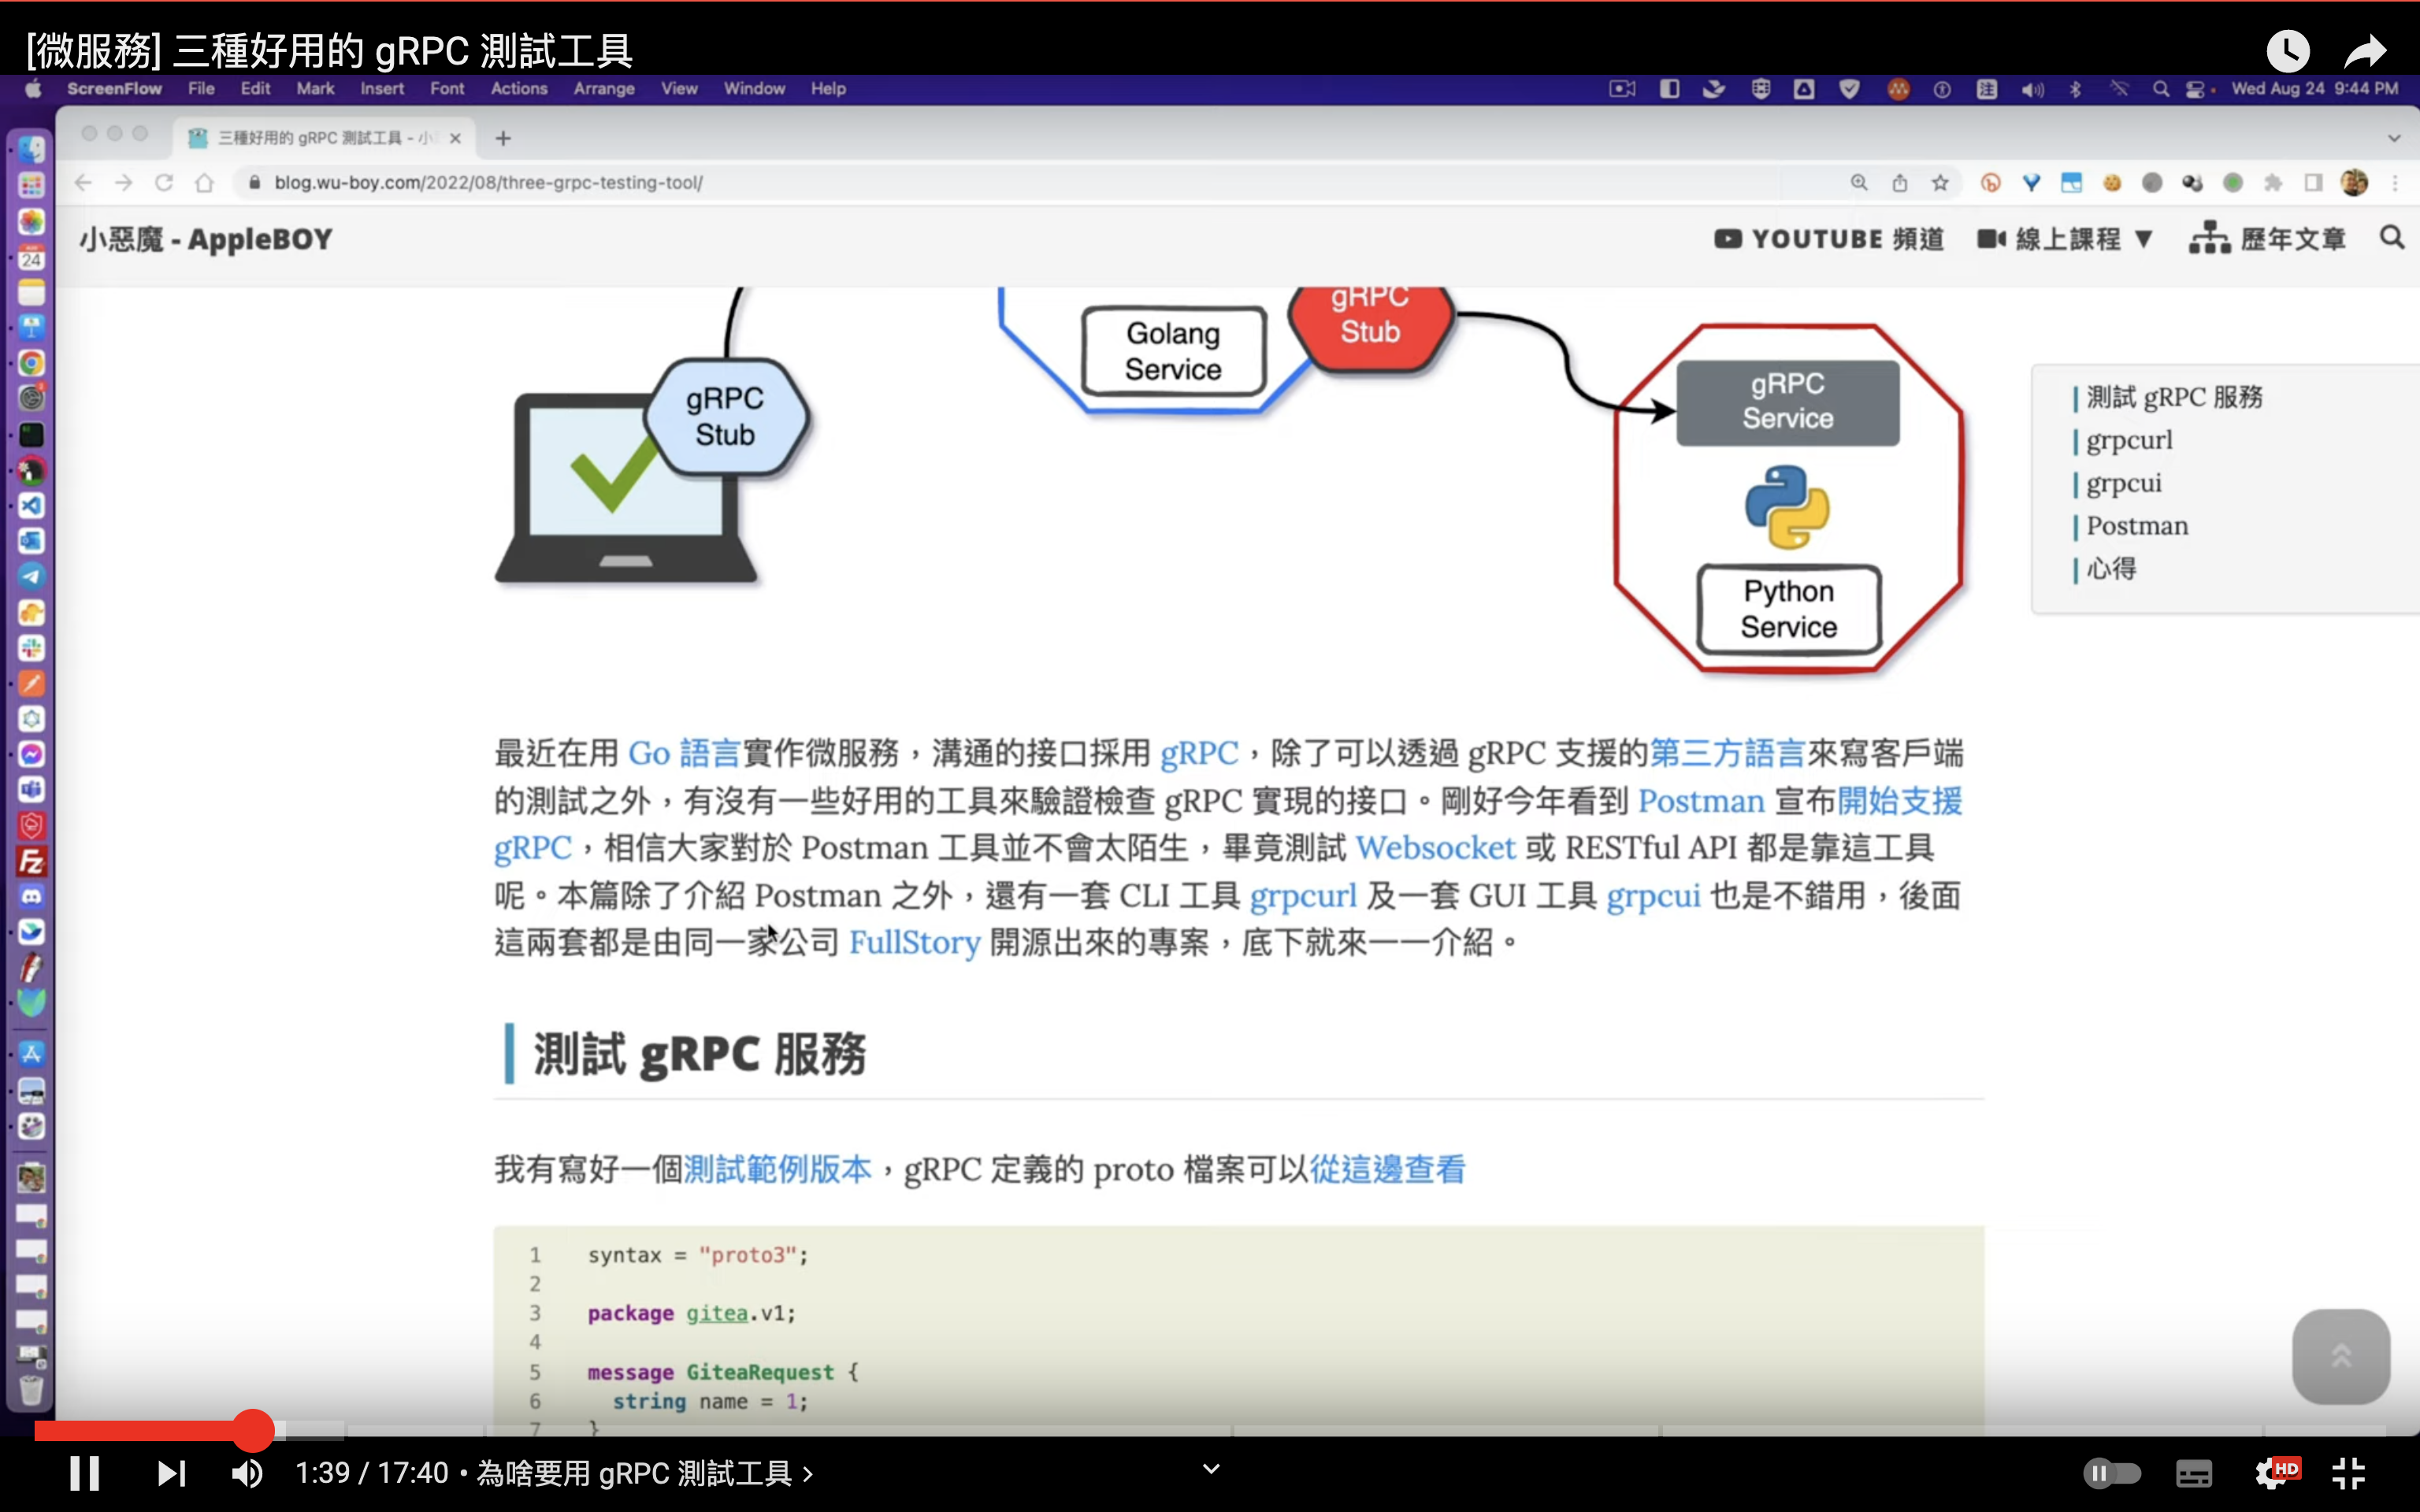 [微服務] 三種好用的 gRPC 測試工具
ScreenFlow File Edit Mark Insert Font Actions Arrange View Window Help 注 Wed Aug 24 9:44 PM
三種好用的 gRPC 測試工具 - 小
blog.wu-boy.com/2022/08/three-grpc-testing-tool/
小惡魔 - AppleBOY YOUTUBE 頻道 線上課程 ▼ 歷年文章
24
gRPC
Stub
Golang
Service
gRPC
Stub
gRPC
Service
Python
Service
測試 gRPC 服務
grpcurl
grpcui
Postman
心得
最近在用 Go 語言實作微服務，溝通的接口採用 gRPC，除了可以透過 gRPC 支援的第三方語言來寫客戶端
的測試之外，有沒有一些好用的工具來驗證檢查 gRPC 實現的接口。剛好今年看到 Postman 宣布開始支援
gRPC，相信大家對於 Postman 工具並不會太陌生，畢竟測試 Websocket 或 RESTful API 都是靠這工具
呢。本篇除了介紹 Postman 之外，還有一套 CLI 工具 grpcurl 及一套 GUI 工具 grpcui 也是不錯用，後面
這兩套都是由同一家公司 FullStory 開源出來的專案，底下就來一一介紹。
測試 gRPC 服務
我有寫好一個測試範例版本，gRPC 定義的 proto 檔案可以從這邊查看
1 syntax = "proto3";
2
3 package gitea.v1;
4
5 message GiteaRequest {
6 string name = 1;
7 }
1:39 / 17:40 • 為啥要用 gRPC 測試工具 >
HD